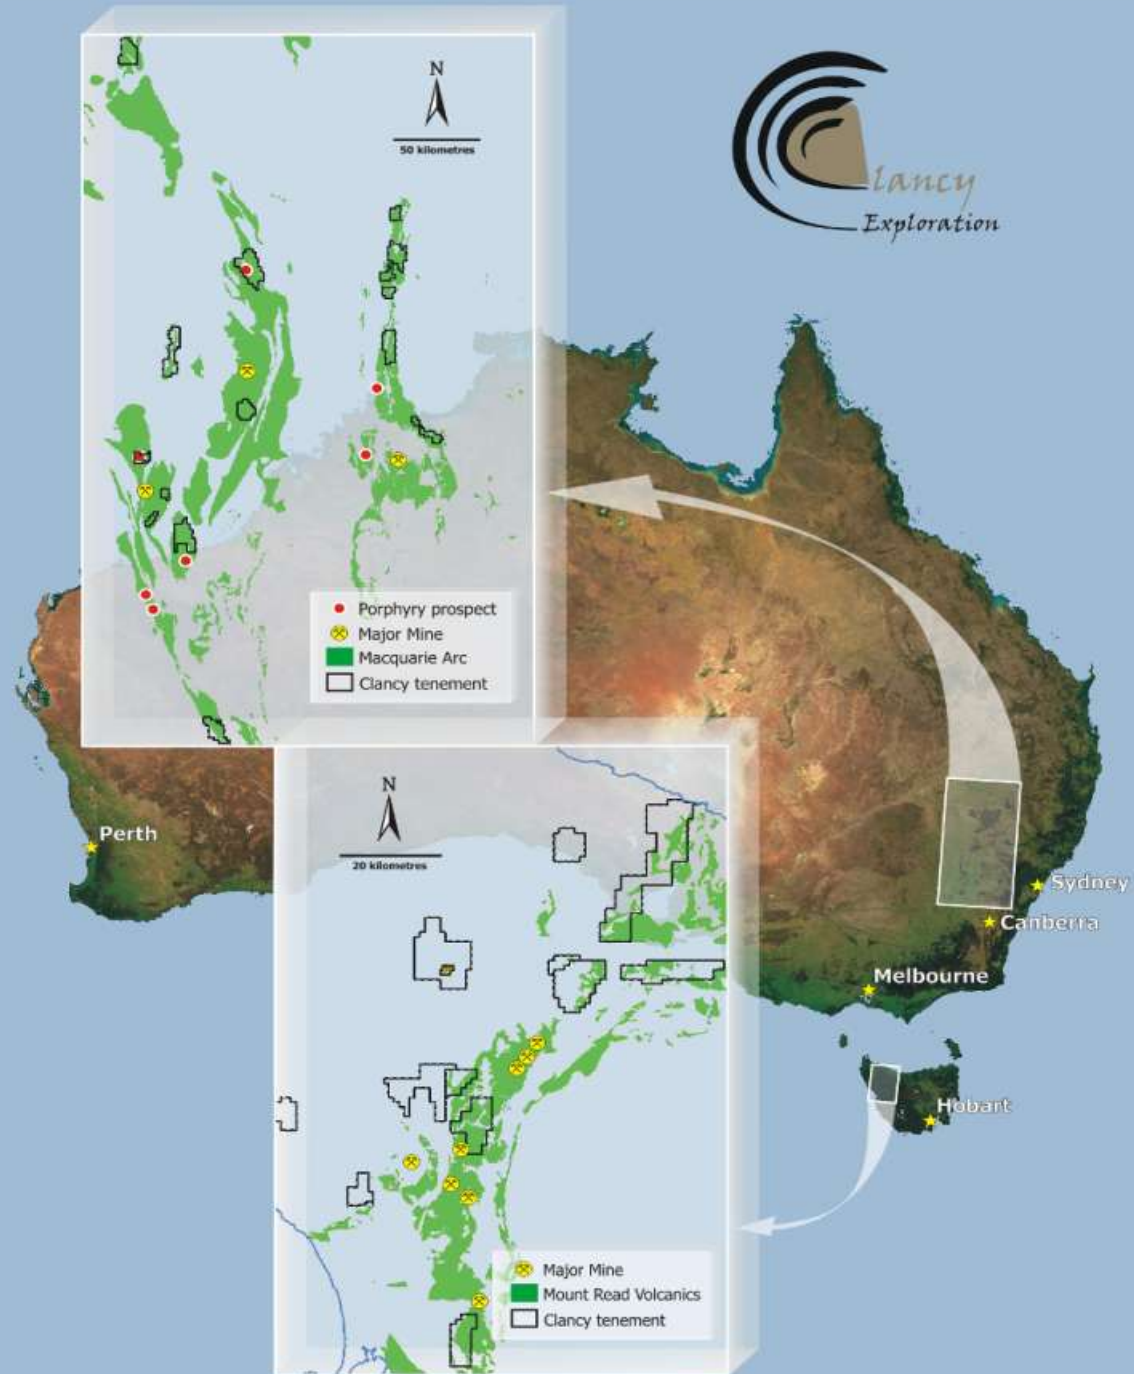 N
50 kilometres
Clancy
Exploration
Porphyry prospect
Major Mine
Macquarie Arc
Clancy tenement
Perth
Sydney
Canberra
Melbourne
Hobart
N
20 kilometres
Major Mine
Mount Read Volcanics
Clancy tenement